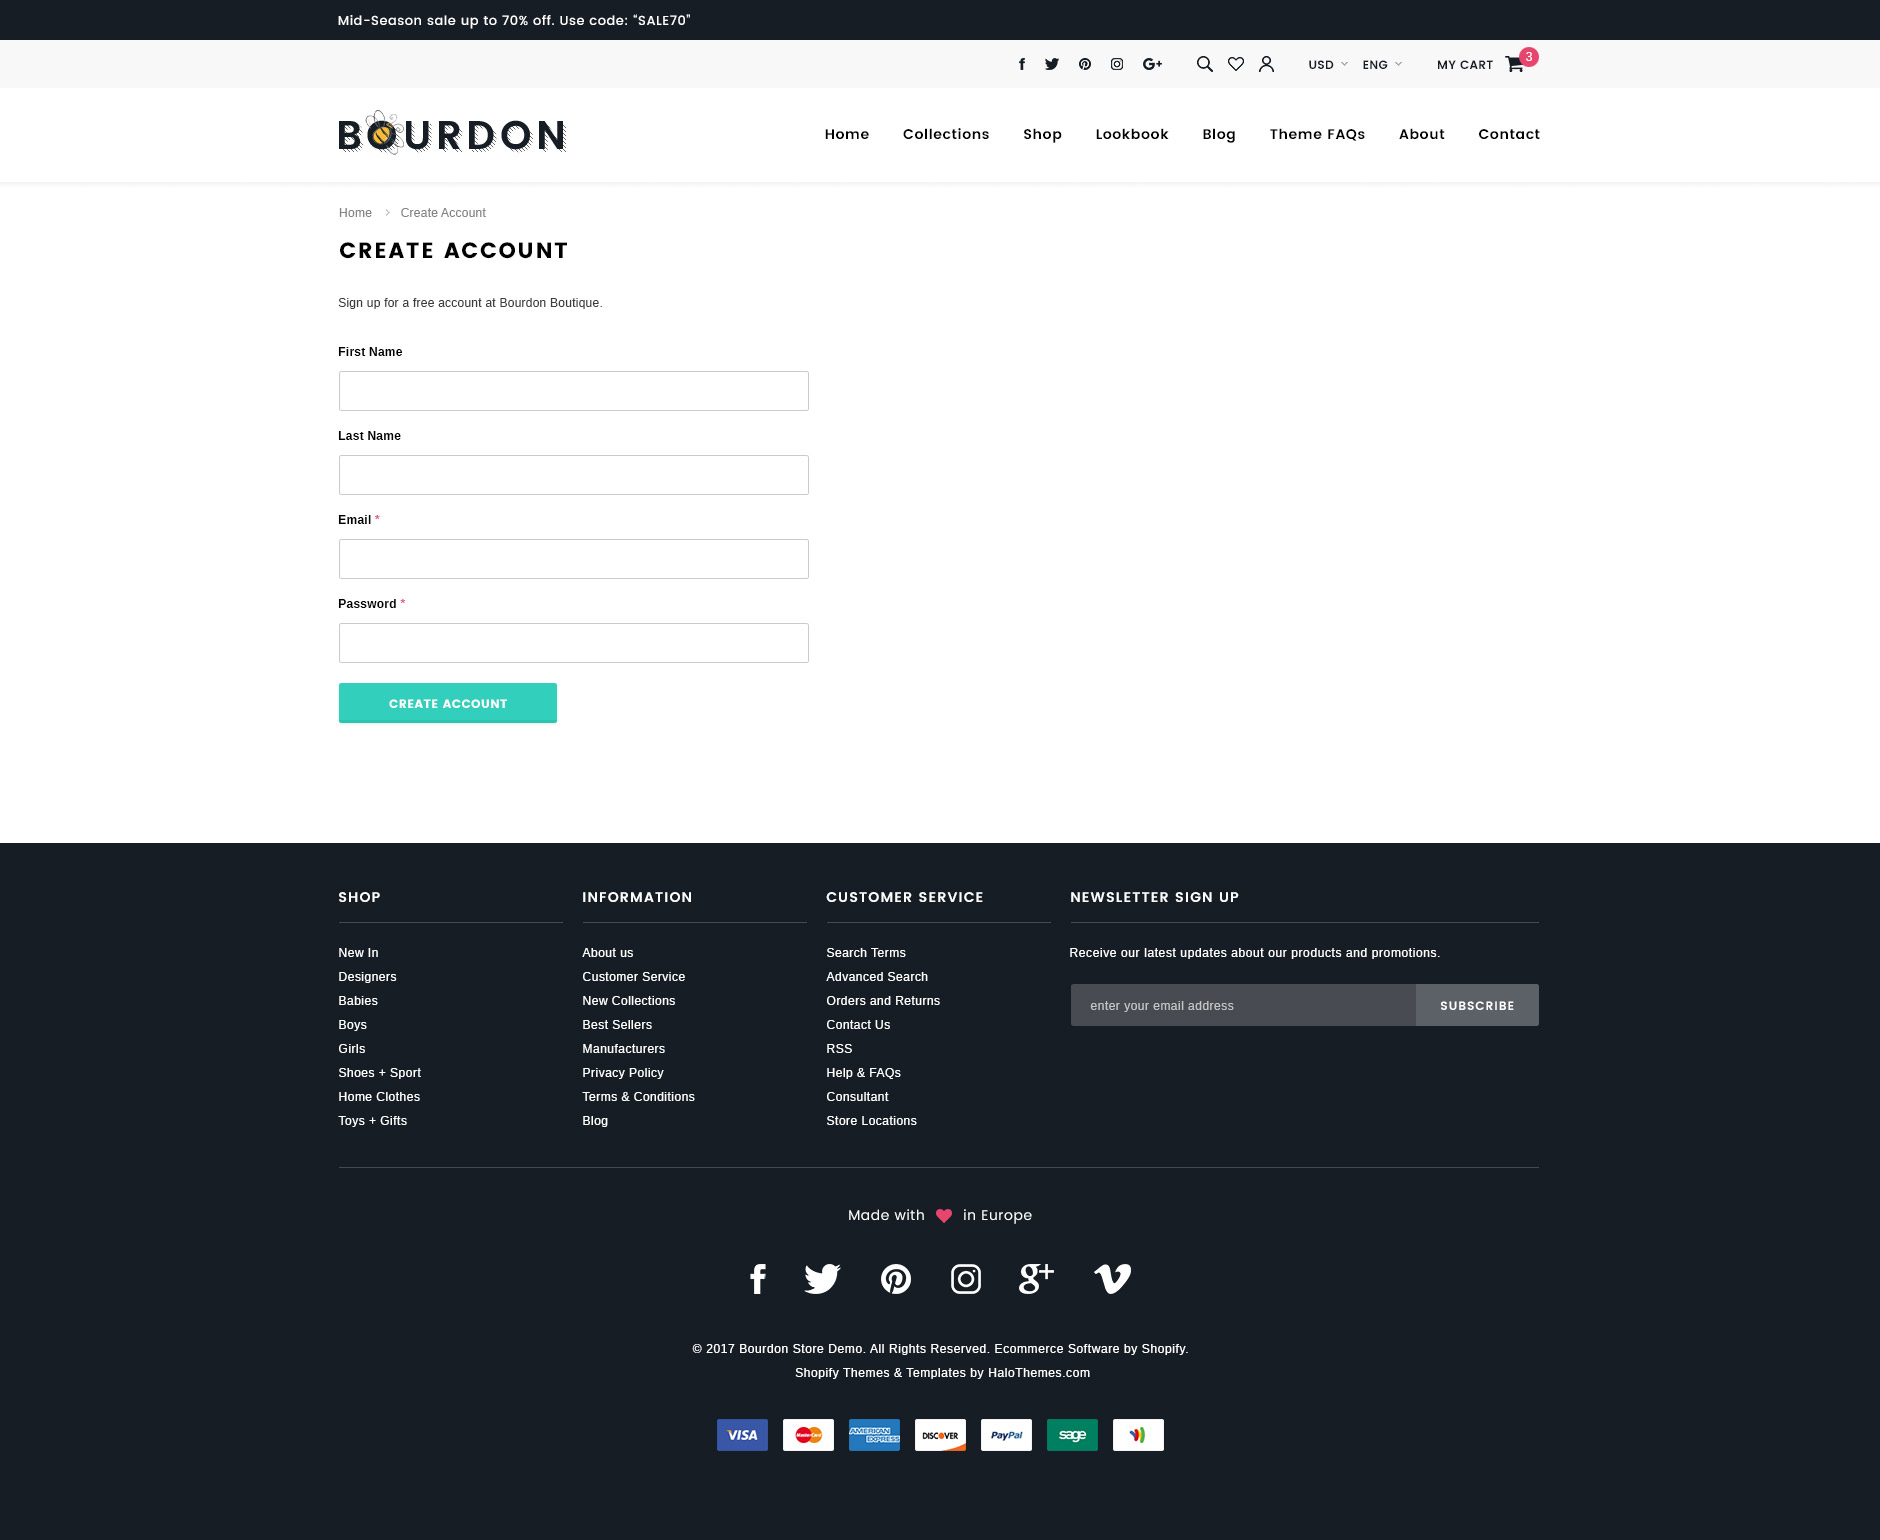 Mid-Season sale up to 70% off. Use code: "SALE70"
USD ENG MY CART 3
BOURDON
Home Collections Shop Lookbook Blog Theme FAQs About Contact
Home Create Account
CREATE ACCOUNT
Sign up for a free account at Bourdon Boutique.
First Name
Last Name
Email *
Password *
CREATE ACCOUNT
SHOP
New In
Designers
Babies
Boys
Girls
Shoes + Sport
Home Clothes
Toys + Gifts
INFORMATION
About us
Customer Service
New Collections
Best Sellers
Manufacturers
Privacy Policy
Terms & Conditions
Blog
CUSTOMER SERVICE
Search Terms
Advanced Search
Orders and Returns
Contact Us
RSS
Help & FAQs
Consultant
Store Locations
NEWSLETTER SIGN UP
Receive our latest updates about our products and promotions.
enter your email address SUBSCRIBE
Made with in Europe
© 2017 Bourdon Store Demo. All Rights Reserved. Ecommerce Software by Shopify.
Shopify Themes & Templates by HaloThemes.com
VISA MasterCard AMERICAN EXPRESS DISCOVER PayPal sage